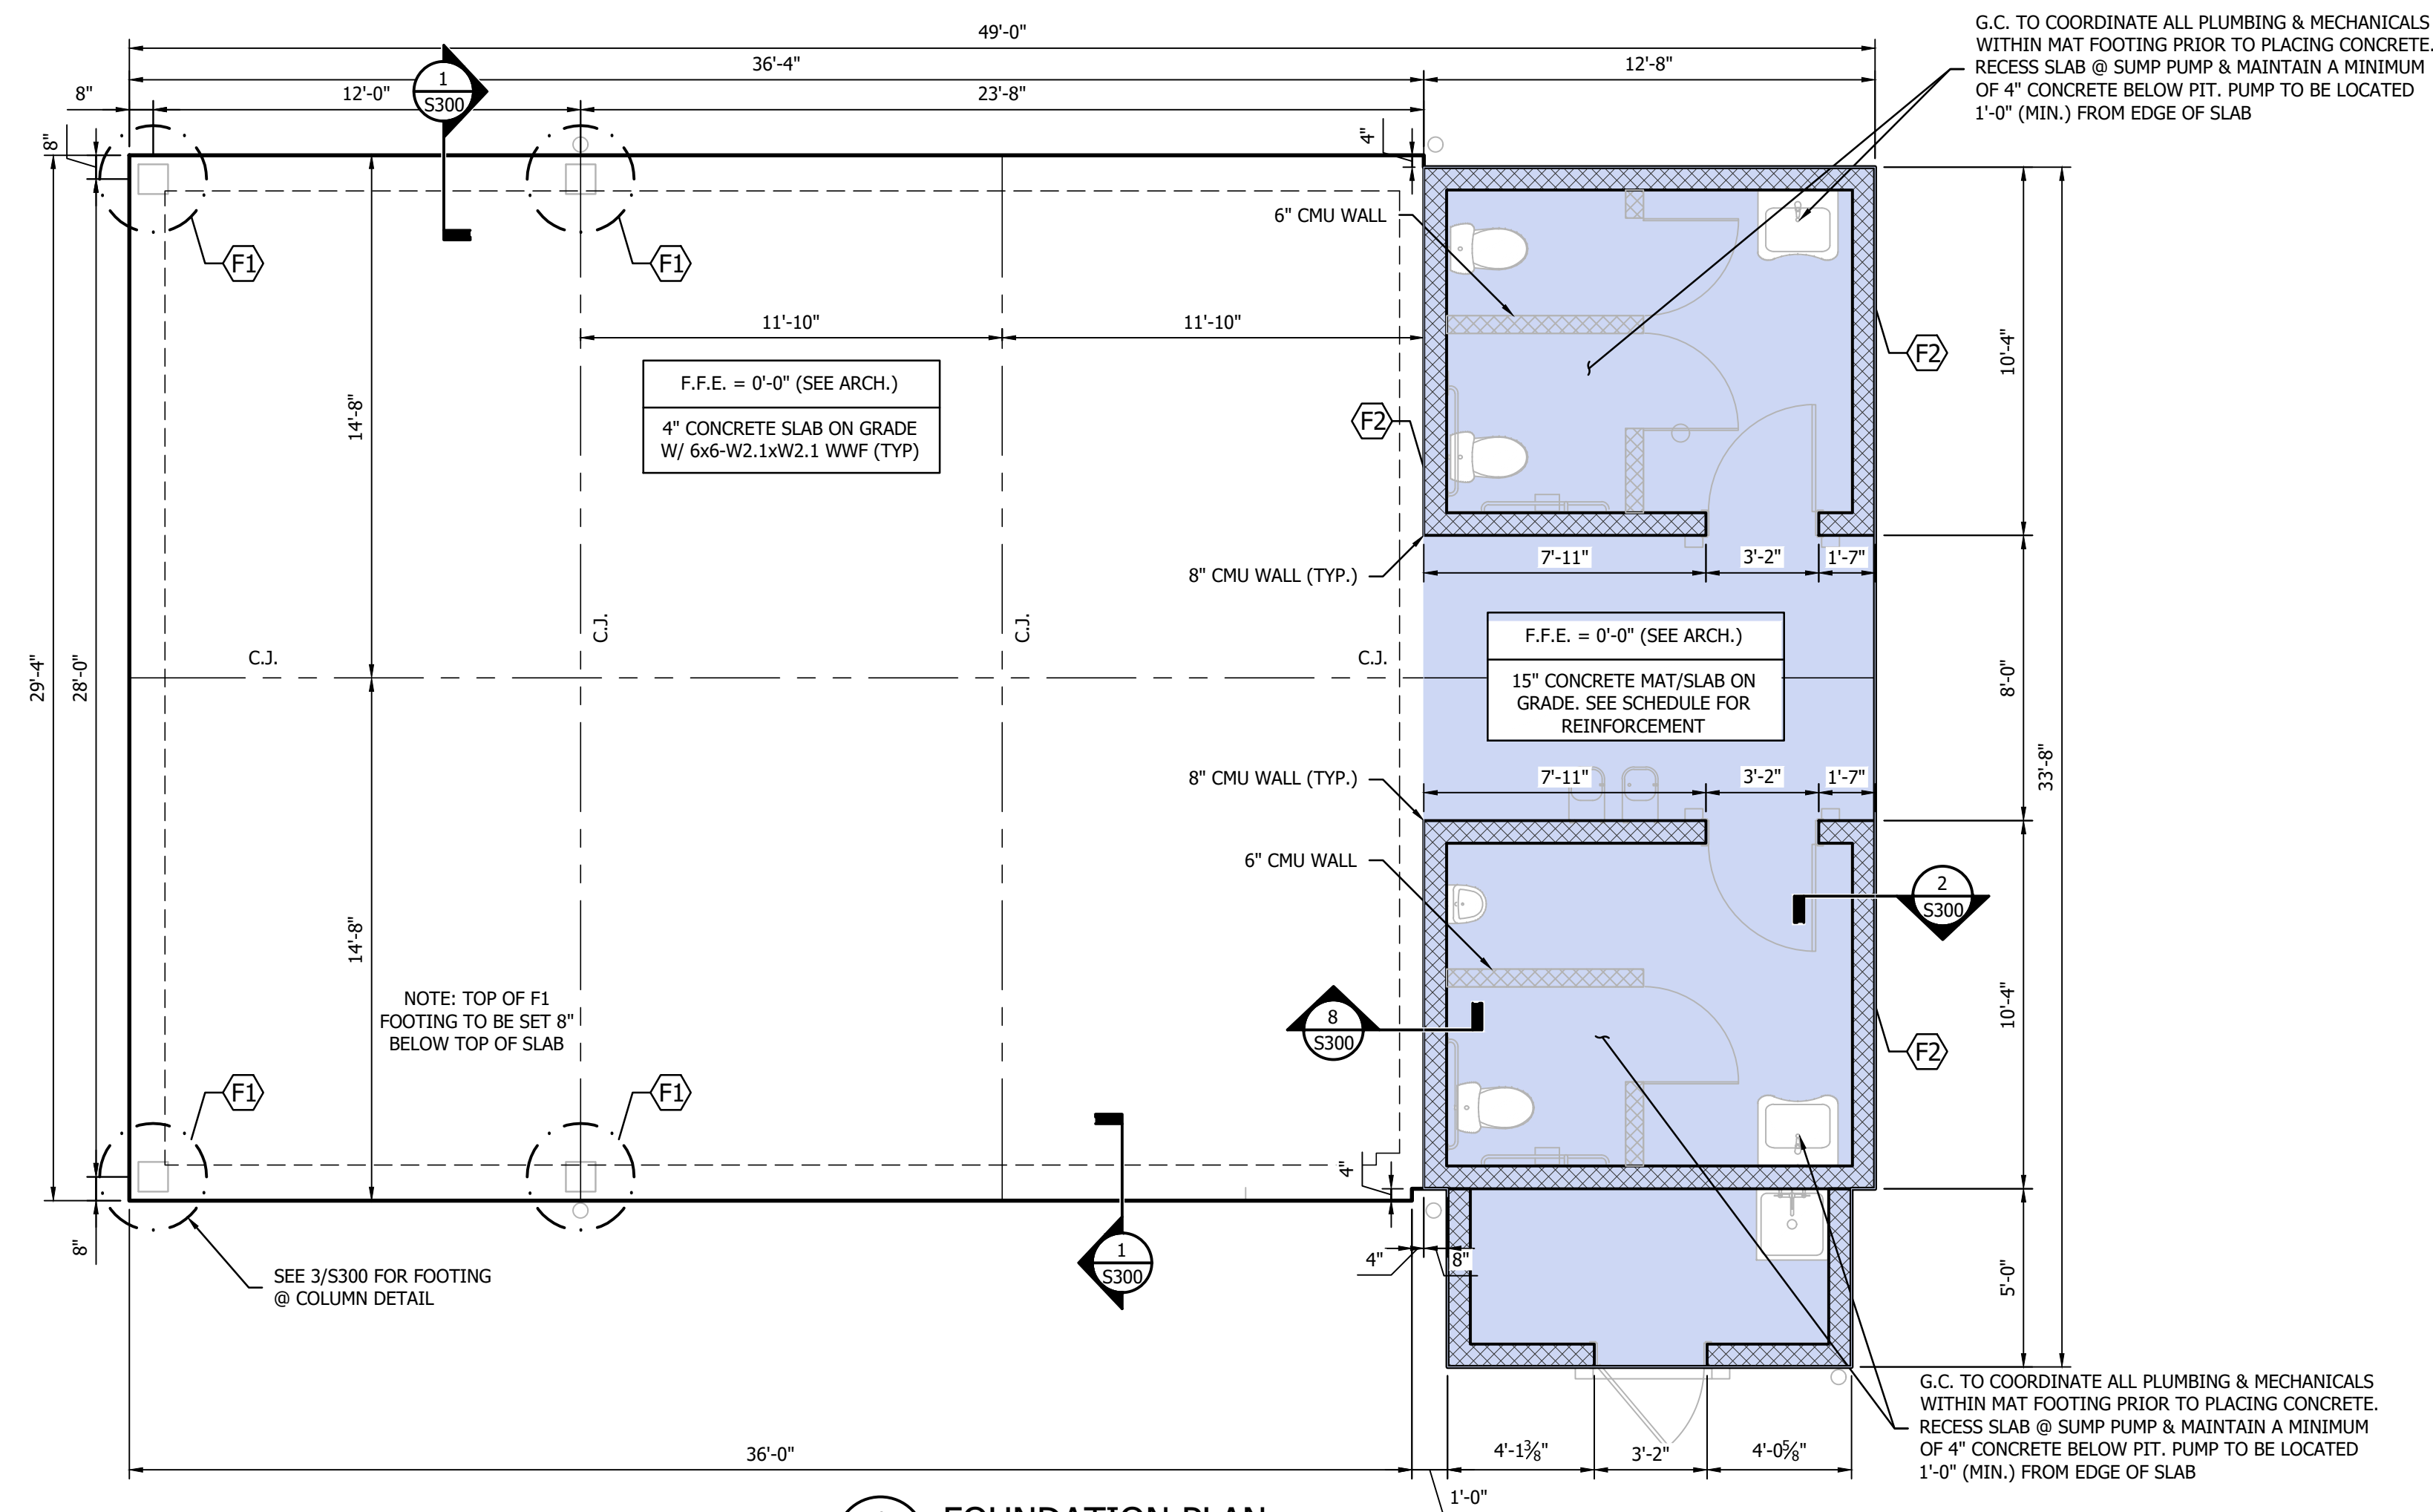 49'-0"
36'-4"
12'-8"
8"
12'-0"
23'-8"
1
S300
G.C. TO COORDINATE ALL PLUMBING & MECHANICALS
WITHIN MAT FOOTING PRIOR TO PLACING CONCRETE.
RECESS SLAB @ SUMP PUMP & MAINTAIN A MINIMUM
OF 4" CONCRETE BELOW PIT. PUMP TO BE LOCATED
1'-0" (MIN.) FROM EDGE OF SLAB
8"
4"
6" CMU WALL
F1
F1
11'-10"
11'-10"
F.F.E. = 0'-0" (SEE ARCH.)
4" CONCRETE SLAB ON GRADE
W/ 6x6-W2.1xW2.1 WWF (TYP)
14'-8"
F2
F2
10'-4"
8" CMU WALL (TYP.)
7'-11"
3'-2"
1'-7"
29'-4"
28'-0"
C.J.
C.J.
C.J.
C.J.
F.F.E. = 0'-0" (SEE ARCH.)
15" CONCRETE MAT/SLAB ON
GRADE. SEE SCHEDULE FOR
REINFORCEMENT
8'-0"
33'-8"
8" CMU WALL (TYP.)
7'-11"
3'-2"
1'-7"
6" CMU WALL
2
S300
14'-8"
NOTE: TOP OF F1
FOOTING TO BE SET 8"
BELOW TOP OF SLAB
8
S300
10'-4"
F2
F1
F1
4"
8"
SEE 3/S300 FOR FOOTING
@ COLUMN DETAIL
1
S300
4"
8"
5'-0"
G.C. TO COORDINATE ALL PLUMBING & MECHANICALS
WITHIN MAT FOOTING PRIOR TO PLACING CONCRETE.
RECESS SLAB @ SUMP PUMP & MAINTAIN A MINIMUM
OF 4" CONCRETE BELOW PIT. PUMP TO BE LOCATED
1'-0" (MIN.) FROM EDGE OF SLAB
36'-0"
4'-1⅜"
3'-2"
4'-0⅝"
1'-0"
FOUNDATION PLAN